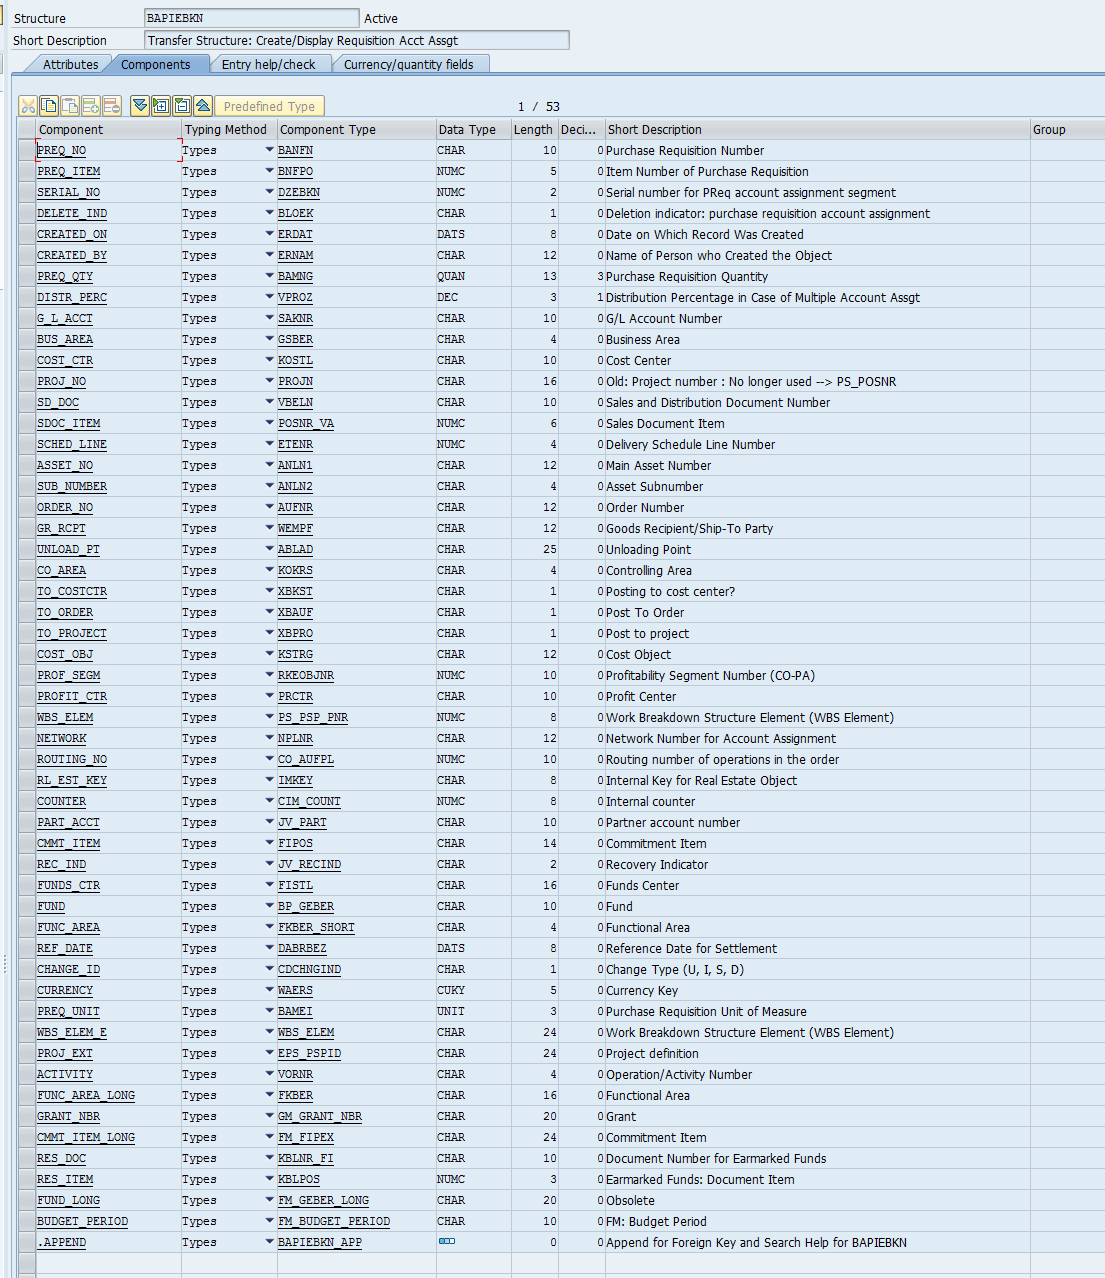 Structure BAPIEBKN Active
Short Description Transfer Structure: Create/Display Requisition Acct Assgt
Attributes Components Entry help/check Currency/quantity fields
Predefined Type 1 / 53
Component Typing Method Component Type Data Type Length Deci... Short Description Group
PREQ_NO Types BANFN CHAR 10 0 Purchase Requisition Number
PREQ_ITEM Types BNFPO NUMC 5 0 Item Number of Purchase Requisition
SERIAL_NO Types DZEBKN NUMC 2 0 Serial number for PReq account assignment segment
DELETE_IND Types BLOEK CHAR 1 0 Deletion indicator: purchase requisition account assignment
CREATED_ON Types ERDAT DATS 8 0 Date on Which Record Was Created
CREATED_BY Types ERNAM CHAR 12 0 Name of Person who Created the Object
PREQ_QTY Types BAMNG QUAN 13 3 Purchase Requisition Quantity
DISTR_PERC Types VPROZ DEC 3 1 Distribution Percentage in Case of Multiple Account Assgt
G_L_ACCT Types SAKNR CHAR 10 0 G/L Account Number
BUS_AREA Types GSBER CHAR 4 0 Business Area
COST_CTR Types KOSTL CHAR 10 0 Cost Center
PROJ_NO Types PROJN CHAR 16 0 Old: Project number : No longer used --> PS_POSNR
SD_DOC Types VBELN CHAR 10 0 Sales and Distribution Document Number
SDOC_ITEM Types POSNR_VA NUMC 6 0 Sales Document Item
SCHED_LINE Types ETENR NUMC 4 0 Delivery Schedule Line Number
ASSET_NO Types ANLN1 CHAR 12 0 Main Asset Number
SUB_NUMBER Types ANLN2 CHAR 4 0 Asset Subnumber
ORDER_NO Types AUFNR CHAR 12 0 Order Number
GR_RCPT Types WEMPF CHAR 12 0 Goods Recipient/Ship-To Party
UNLOAD_PT Types ABLAD CHAR 25 0 Unloading Point
CO_AREA Types KOKRS CHAR 4 0 Controlling Area
TO_COSTCTR Types XBKST CHAR 1 0 Posting to cost center?
TO_ORDER Types XBAUF CHAR 1 0 Post To Order
TO_PROJECT Types XBPRO CHAR 1 0 Post to project
COST_OBJ Types KSTRG CHAR 12 0 Cost Object
PROF_SEGM Types RKEOBJNR NUMC 10 0 Profitability Segment Number (CO-PA)
PROFIT_CTR Types PRCTR CHAR 10 0 Profit Center
WBS_ELEM Types PS_PSP_PNR NUMC 8 0 Work Breakdown Structure Element (WBS Element)
NETWORK Types NPLNR CHAR 12 0 Network Number for Account Assignment
ROUTING_NO Types CO_AUFPL NUMC 10 0 Routing number of operations in the order
RL_EST_KEY Types IMKEY CHAR 8 0 Internal Key for Real Estate Object
COUNTER Types CIM_COUNT NUMC 8 0 Internal counter
PART_ACCT Types JV_PART CHAR 10 0 Partner account number
CMMT_ITEM Types FIPOS CHAR 14 0 Commitment Item
REC_IND Types JV_RECIND CHAR 2 0 Recovery Indicator
FUNDS_CTR Types FISTL CHAR 16 0 Funds Center
FUND Types BP_GEBER CHAR 10 0 Fund
FUNC_AREA Types FKBER_SHORT CHAR 4 0 Functional Area
REF_DATE Types DABRBEZ DATS 8 0 Reference Date for Settlement
CHANGE_ID Types CDCHNGIND CHAR 1 0 Change Type (U, I, S, D)
CURRENCY Types WAERS CUKY 5 0 Currency Key
PREQ_UNIT Types BAMEI UNIT 3 0 Purchase Requisition Unit of Measure
WBS_ELEM_E Types WBS_ELEM CHAR 24 0 Work Breakdown Structure Element (WBS Element)
PROJ_EXT Types EPS_PSPID CHAR 24 0 Project definition
ACTIVITY Types VORNR CHAR 4 0 Operation/Activity Number
FUNC_AREA_LONG Types FKBER CHAR 16 0 Functional Area
GRANT_NBR Types GM_GRANT_NBR CHAR 20 0 Grant
CMMT_ITEM_LONG Types FM_FIPEX CHAR 24 0 Commitment Item
RES_DOC Types KBLNR_FI CHAR 10 0 Document Number for Earmarked Funds
RES_ITEM Types KBLPOS NUMC 3 0 Earmarked Funds: Document Item
FUND_LONG Types FM_GEBER_LONG CHAR 20 0 Obsolete
BUDGET_PERIOD Types FM_BUDGET_PERIOD CHAR 10 0 FM: Budget Period
.APPEND Types BAPIEBKN_APP 0 0 Append for Foreign Key and Search Help for BAPIEBKN